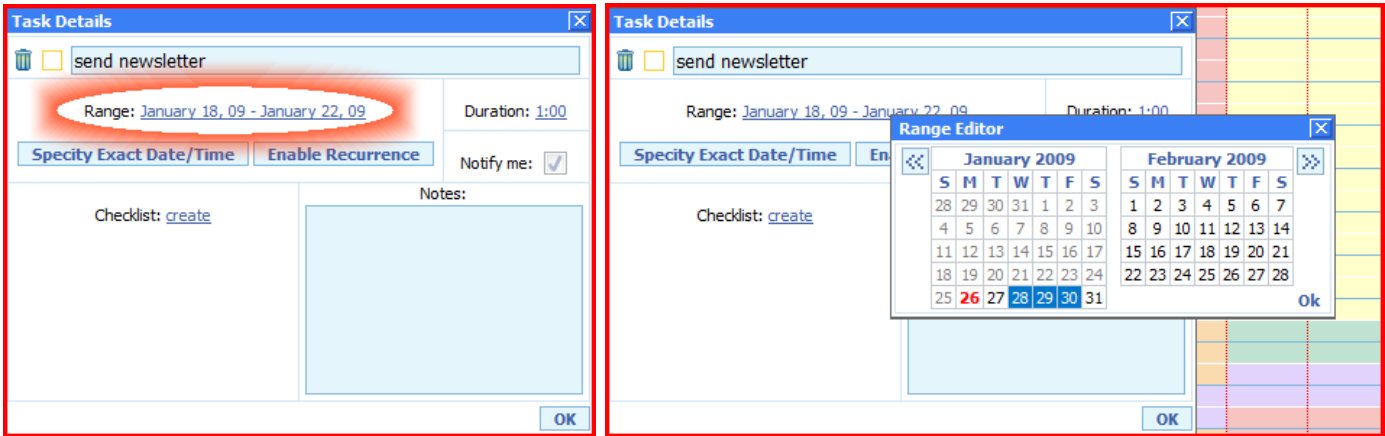 Task Details
send newsletter
Range: January 18, 09 - January 22, 09
Duration: 1:00
Specity Exact Date/Time
Enable Recurrence
Notify me:
Checklist: create
Notes:
OK
Task Details
send newsletter
Range: January 18, 09 - January 22, 09
Duration: 1:00
Specity Exact Date/Time
En
Checklist: create
OK
Range Editor
January 2009
S M T W T F S
28 29 30 31 1 2 3
4 5 6 7 8 9 10
11 12 13 14 15 16 17
18 19 20 21 22 23 24
25 26 27 28 29 30 31
February 2009
S M T W T F S
1 2 3 4 5 6 7
8 9 10 11 12 13 14
15 16 17 18 19 20 21
22 23 24 25 26 27 28
Ok